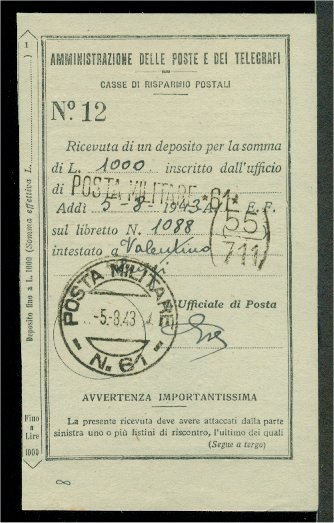 AMMINISTRAZIONE DELLE POSTE E DEI TELEGRAFI
CASSE DI RISPARMIO POSTALI
Nº. 12
Ricevuta di un deposito per la somma
di L. 1000 inscritto dall'ufficio
di POSTA MILITARE *61*
Addì 5-8-1943 A E. F.
55
711
sul libretto N. 1088
intestato a Valentino
POSTA MILITARE
-5.8.43
- N. 61 -
L'Ufficiale di Posta
AVVERTENZA IMPORTANTISSIMA
La presente ricevuta deve avere attaccati dalla parte
sinistra uno o più listini di riscontro, l'ultimo dei quali
(Segue a tergo)
1
Deposito fino a L. 1000 (Somma effettiva L. )
Fino
a
Lire
1000
8